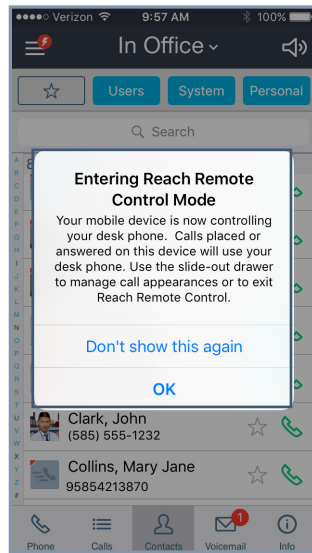 Verizon 9:57 AM 100%
In Office
Users System Personal
Search
Entering Reach Remote
Control Mode
Your mobile device is now controlling
your desk phone. Calls placed or
answered on this device will use your
desk phone. Use the slide-out drawer
to manage call appearances or to exit
Reach Remote Control.
Don't show this again
OK
Clark, John
(585) 555-1232
Collins, Mary Jane
95854213870
A
B
C
D
E
F
G
H
I
J
K
L
M
N
O
P
Q
R
S
T
U
V
W
X
Y
Z
#
1
Phone Calls Contacts Voicemail Info